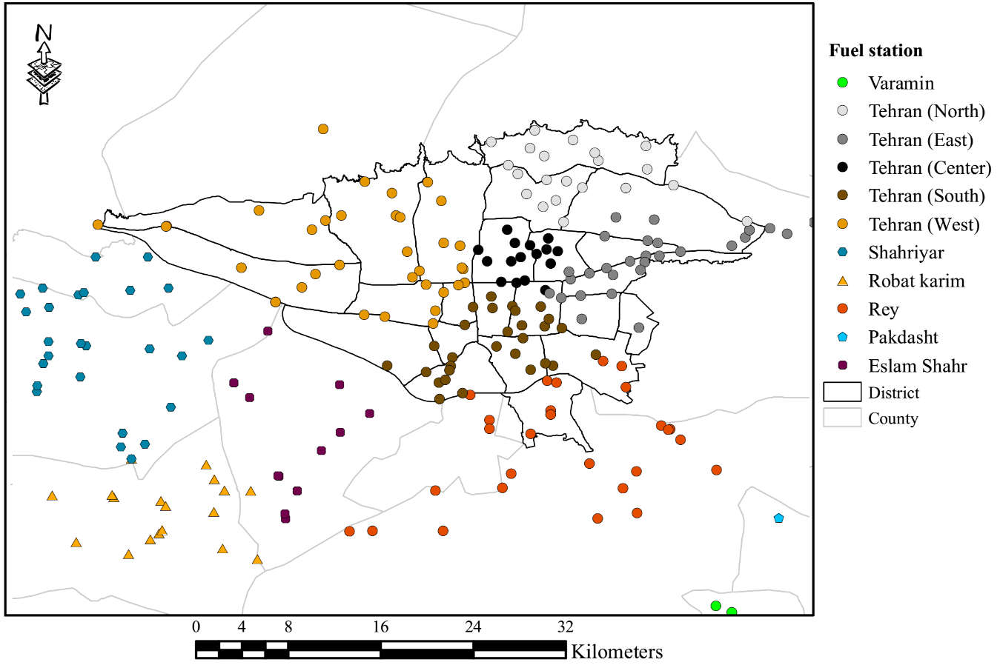 N
Fuel station
Varamin
Tehran (North)
Tehran (East)
Tehran (Center)
Tehran (South)
Tehran (West)
Shahriyar
Robat karim
Rey
Pakdasht
Eslam Shahr
District
County
0 4 8 16 24 32
Kilometers